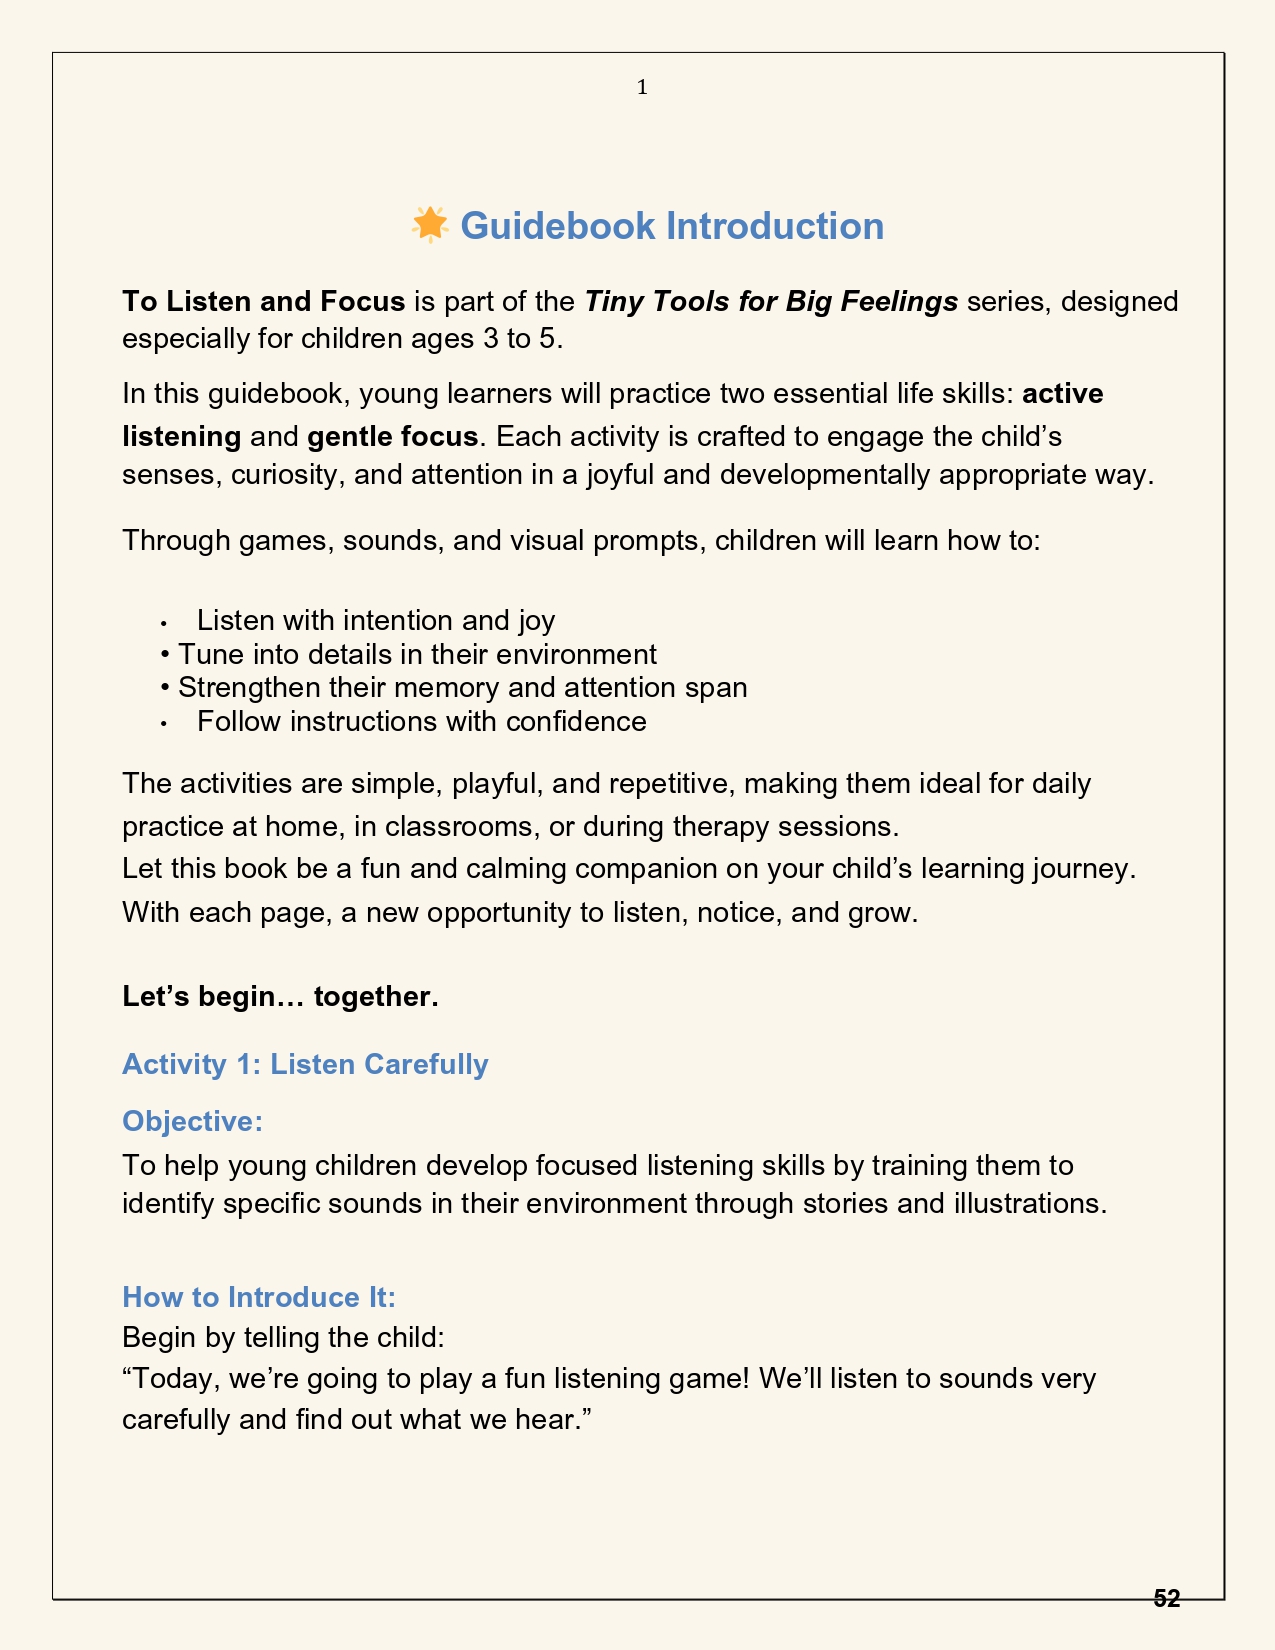 1
Guidebook Introduction
To Listen and Focus is part of the Tiny Tools for Big Feelings series, designed
especially for children ages 3 to 5.
In this guidebook, young learners will practice two essential life skills: active
listening and gentle focus. Each activity is crafted to engage the child’s
senses, curiosity, and attention in a joyful and developmentally appropriate way.
Through games, sounds, and visual prompts, children will learn how to:
• Listen with intention and joy
• Tune into details in their environment
• Strengthen their memory and attention span
• Follow instructions with confidence
The activities are simple, playful, and repetitive, making them ideal for daily
practice at home, in classrooms, or during therapy sessions.
Let this book be a fun and calming companion on your child’s learning journey.
With each page, a new opportunity to listen, notice, and grow.
Let’s begin… together.
Activity 1: Listen Carefully
Objective:
To help young children develop focused listening skills by training them to
identify specific sounds in their environment through stories and illustrations.
How to Introduce It:
Begin by telling the child:
“Today, we’re going to play a fun listening game! We’ll listen to sounds very
carefully and find out what we hear.”
52